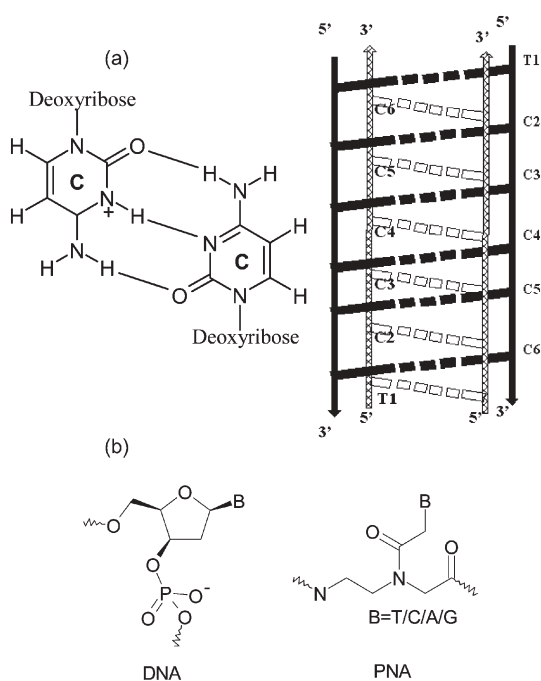 (a)
5’ 3’ 3’ 5’
Deoxyribose
T1
C6
C2
C5
C3
C4
C4
C3
C5
C2
C6
T1
3’ 5’ 5’ 3’
N O H H
H C N
N H N H
+
H N C
H H O N H
Deoxyribose
(b)
O B
O
O
P O-
O O
DNA
B
O O
N N
B=T/C/A/G
PNA